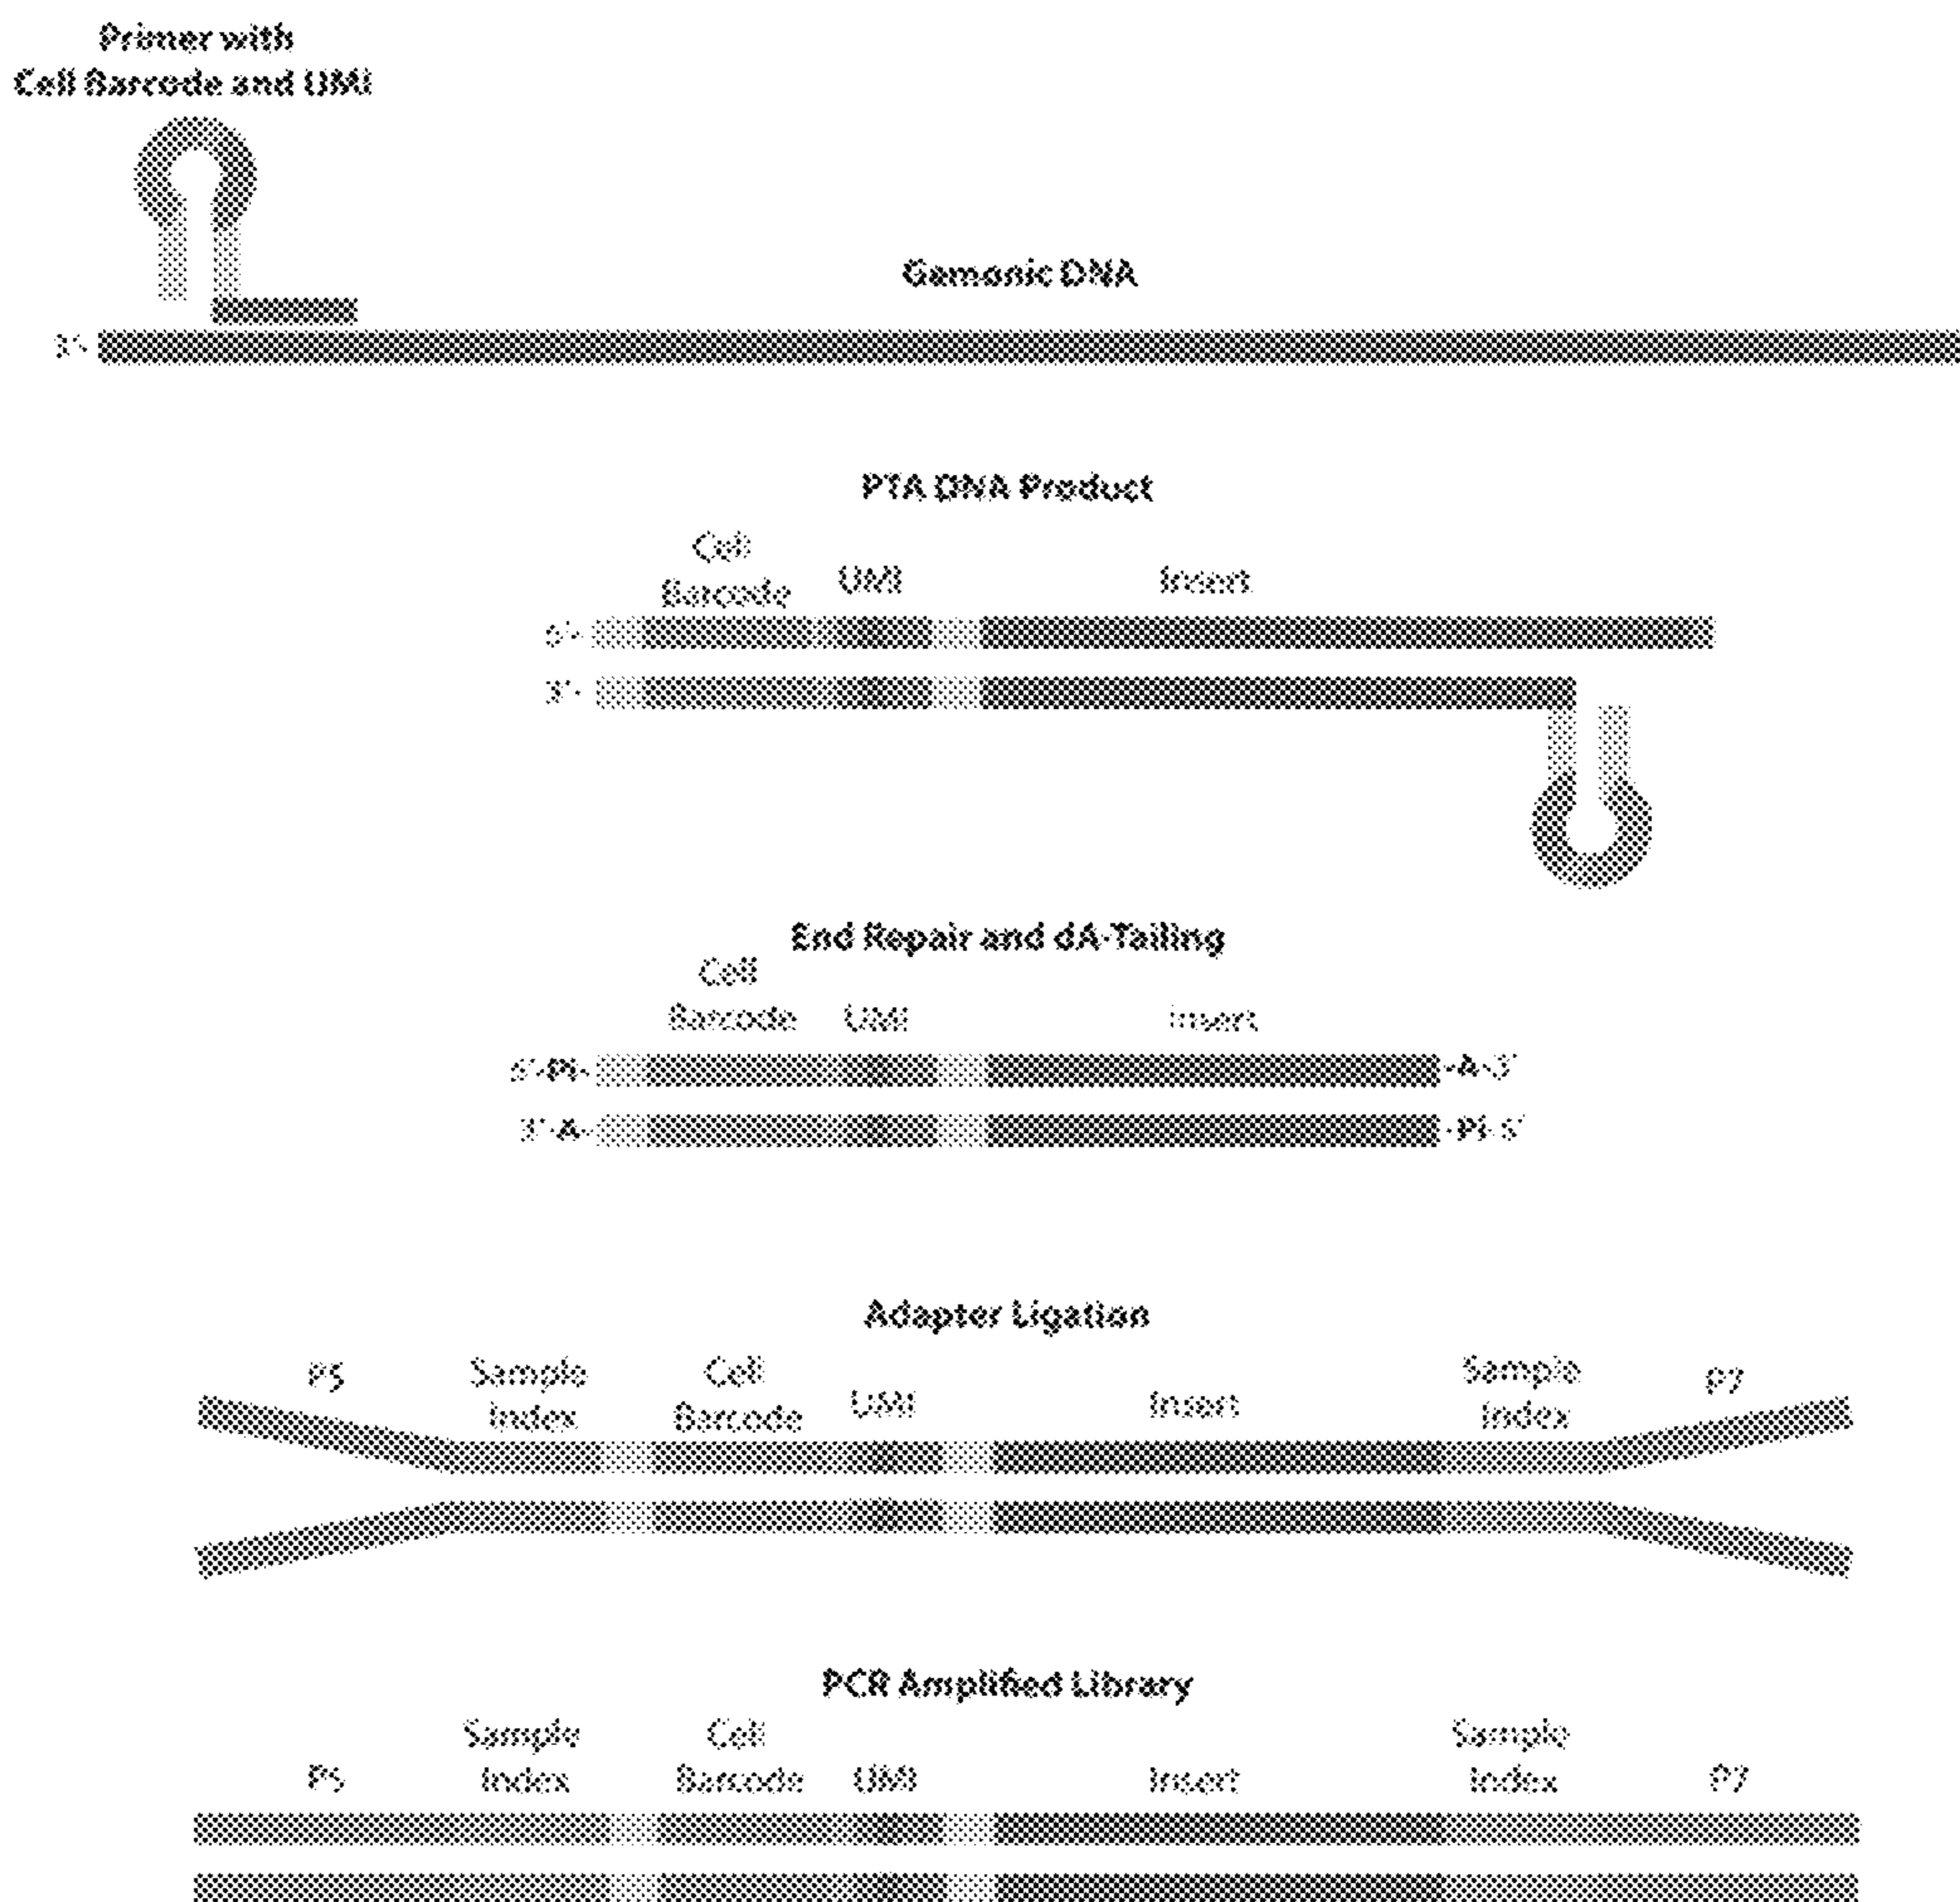 Primer with
Cell Barcode and UMI
Genomic DNA
3'-
PTA DNA Product
Cell
Barcode UMI Insert
5'-
3'-
End Repair and dA-Tailing
Cell
Barcode UMI Insert
5'-Pi- -A-3'
3'-A- -Pi-5'
Adapter Ligation
P5 Sample Cell Sample P7
Index Barcode UMI Insert Index
PCR Amplified Library
Sample Cell Sample
P5 Index Barcode UMI Insert Index P7